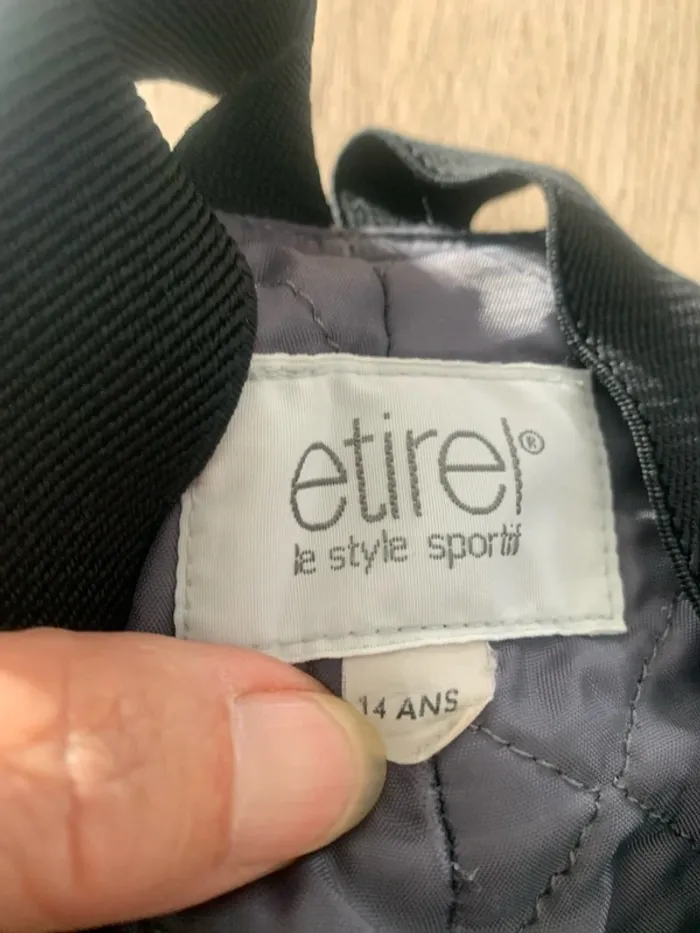 etirel®
le style sportif
14 ANS